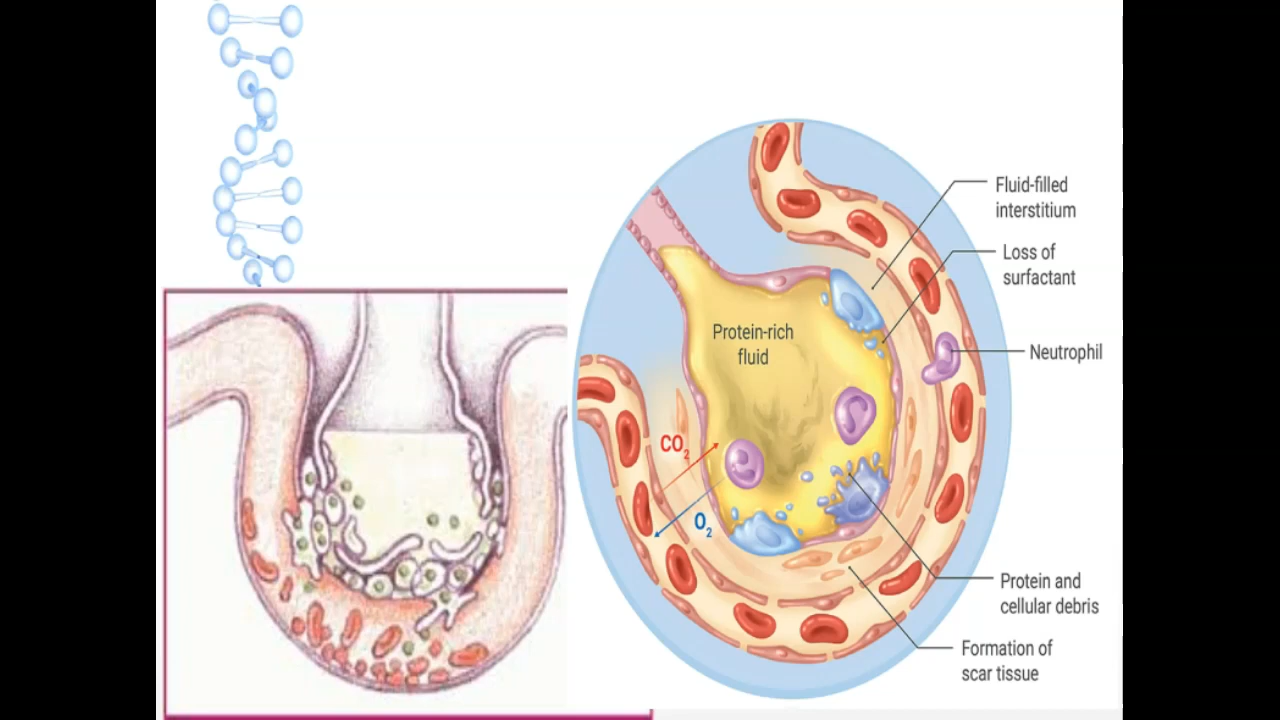 Fluid-filled
interstitium
Loss of
surfactant
Protein-rich
fluid
Neutrophil
CO₂
O₂
Protein and
cellular debris
Formation of
scar tissue